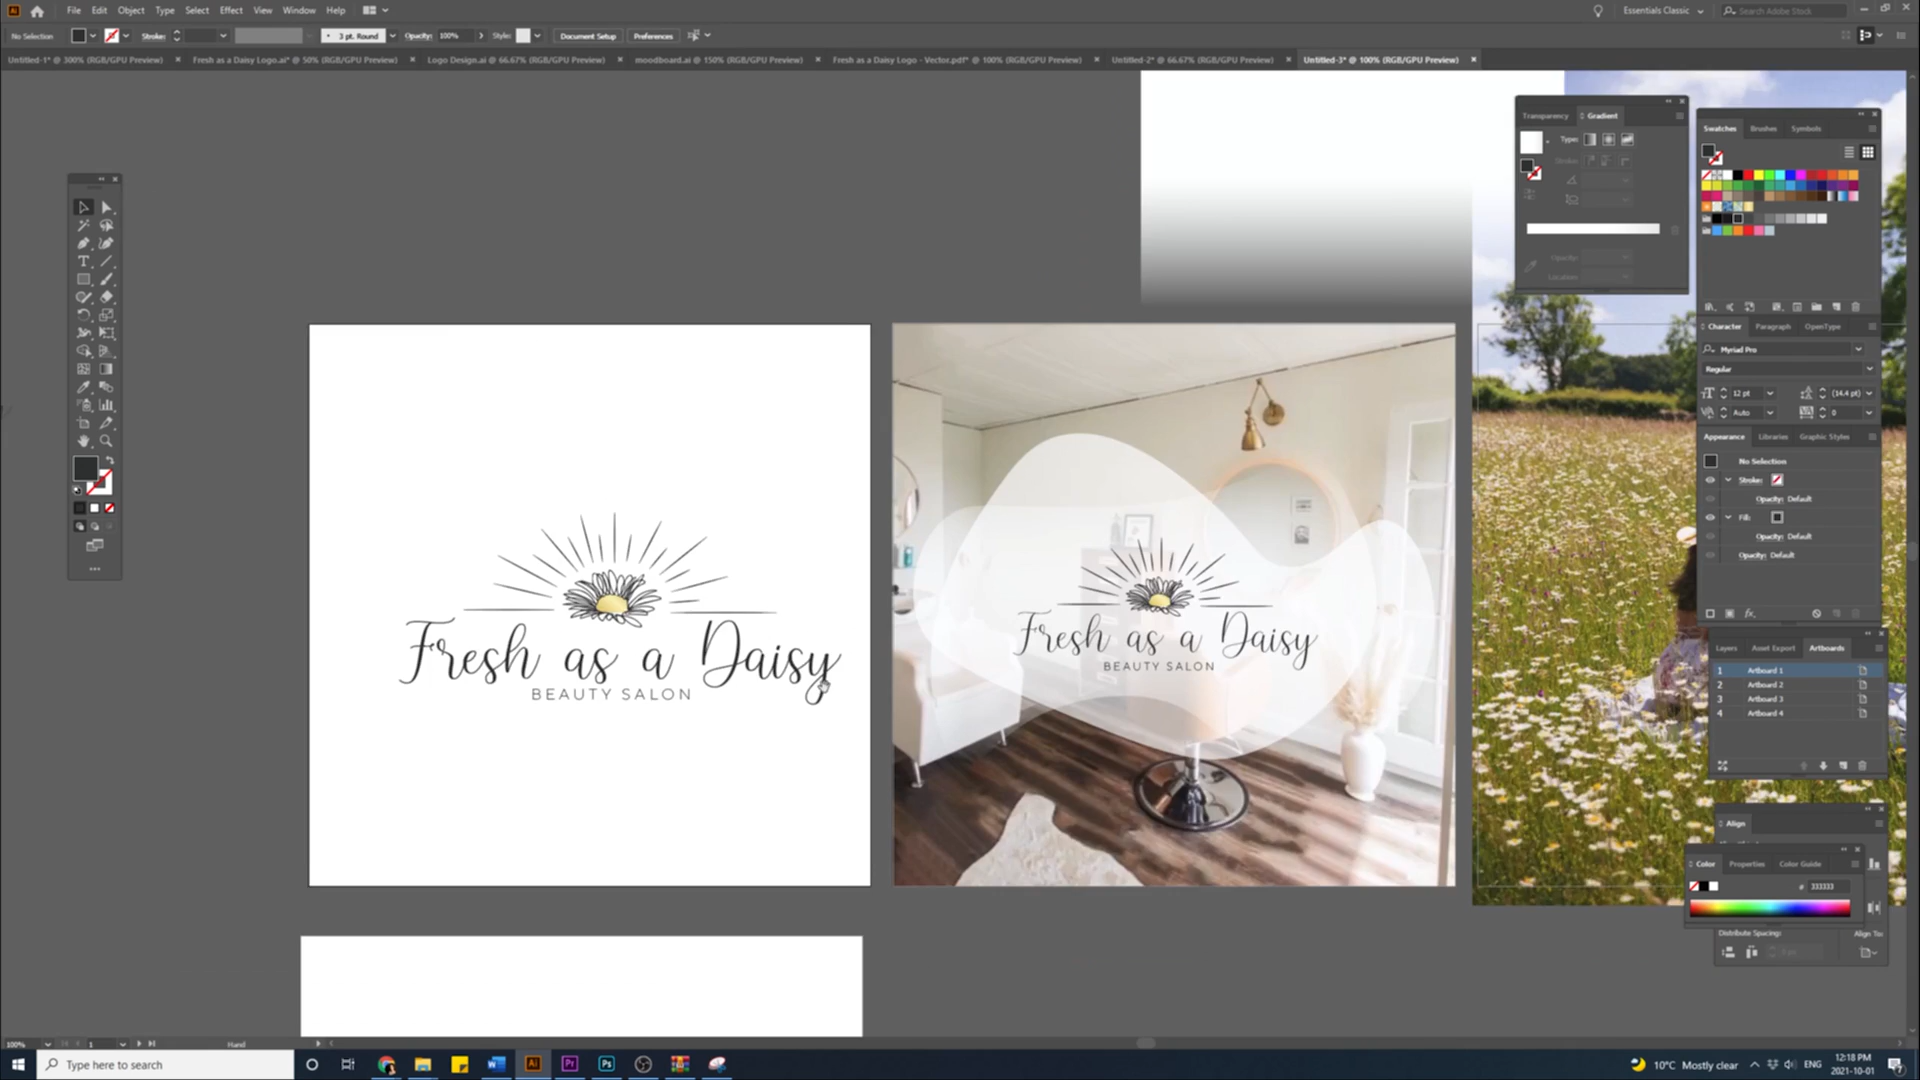 File Edit Object Type Select Effect View Window Help
Essentials Classic
Search Adobe Stock
No Selection
Stroke:
3 pt. Round
Opacity: 100%
Style:
Document Setup
Preferences
Untitled-1* @ 300% (RGB/GPU Preview)
Fresh as a Daisy Logo.ai* @ 50% (RGB/GPU Preview)
Logo Design.ai @ 66.67% (RGB/GPU Preview)
moodboard.ai @ 150% (RGB/GPU Preview)
Fresh as a Daisy Logo - Vector.pdf* @ 100% (RGB/GPU Preview)
Untitled-2* @ 66.67% (RGB/GPU Preview)
Untitled-3* @ 100% (RGB/GPU Preview)
Transparency Gradient
Type:
Stroke:
Opacity:
Location:
Swatches Brushes Symbols
Character Paragraph OpenType
Myriad Pro
Regular
12 pt
(14.4 pt)
Auto
0
Appearance Libraries Graphic Styles
No Selection
Stroke:
Opacity: Default
Fill:
Opacity: Default
Opacity: Default
fx
Layers Asset Export Artboards
1 Artboard 1
2 Artboard 2
3 Artboard 3
4 Artboard 4
Align
Color Properties Color Guide
# 333333
Distribute Spacing:
Align To:
Fresh as a Daisy
BEAUTY SALON
Fresh as a Daisy
BEAUTY SALON
100%
1
Hand
Type here to search
10°C Mostly clear
ENG
12:18 PM
2021-10-01